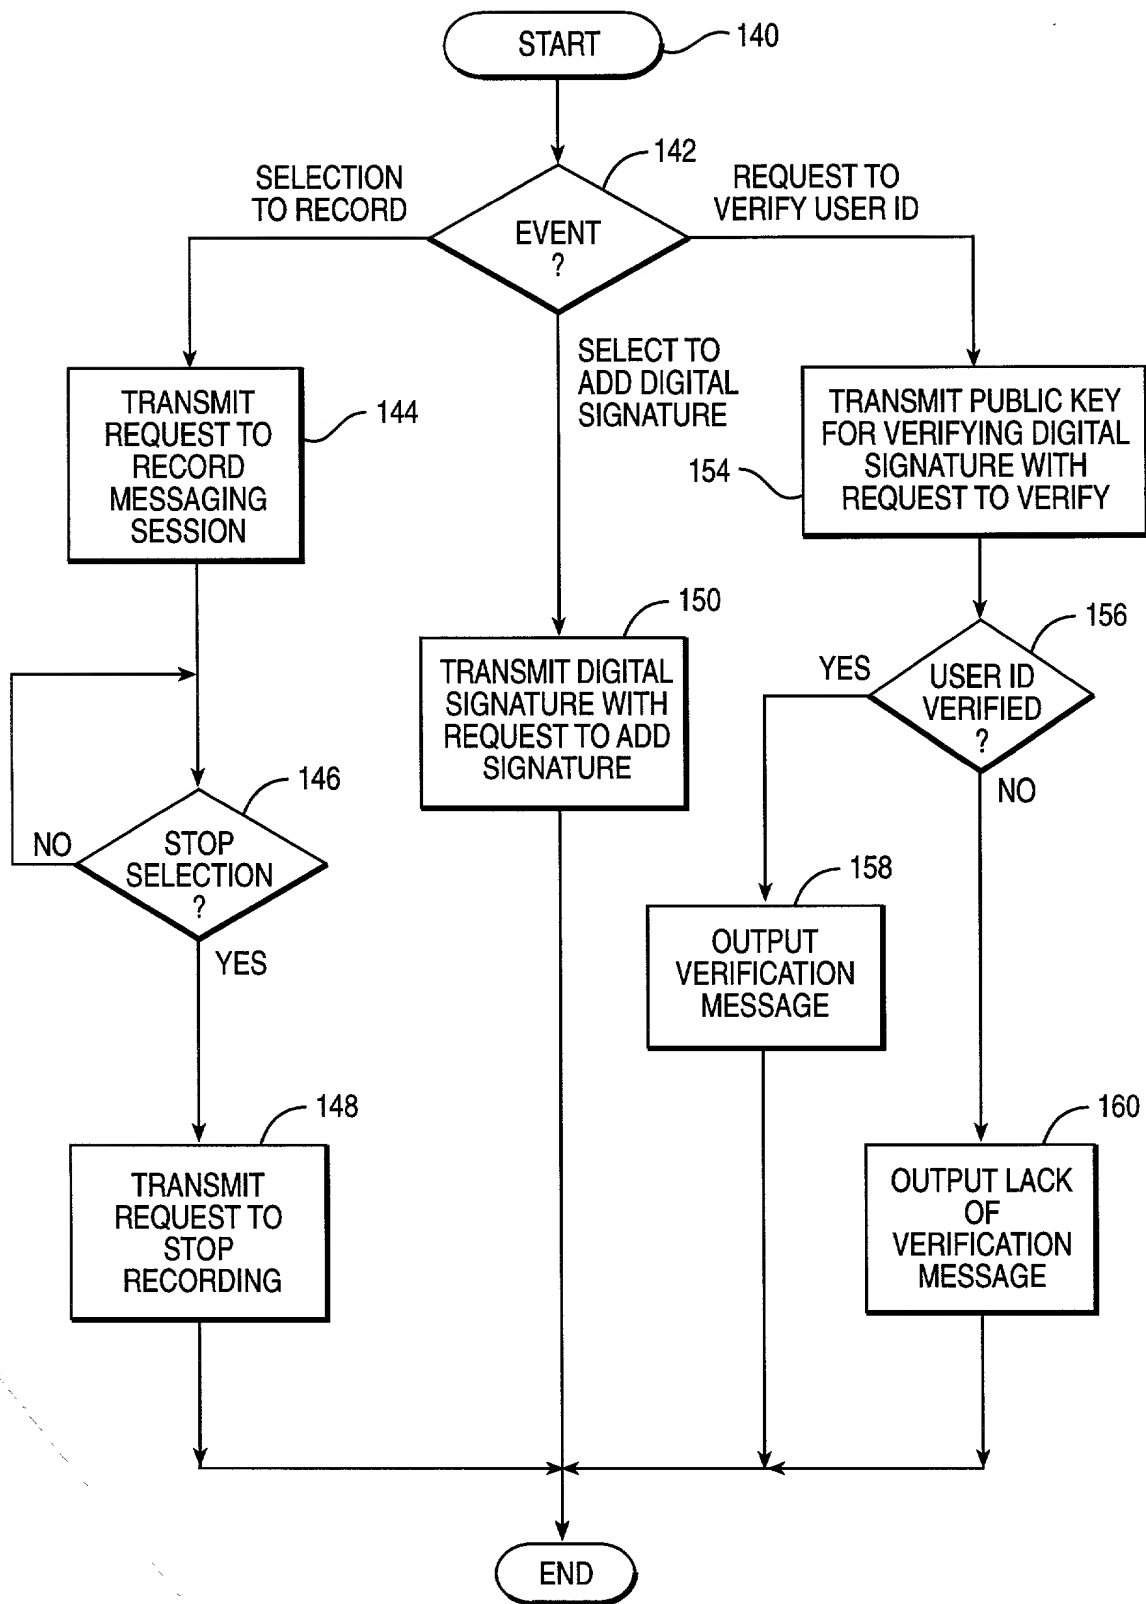 START
140
142
SELECTION
TO RECORD
REQUEST TO
VERIFY USER ID
EVENT
?
SELECT TO
ADD DIGITAL
SIGNATURE
TRANSMIT
REQUEST TO
RECORD
MESSAGING
SESSION
144
TRANSMIT PUBLIC KEY
FOR VERIFYING DIGITAL
SIGNATURE WITH
REQUEST TO VERIFY
154
150
TRANSMIT DIGITAL
SIGNATURE WITH
REQUEST TO ADD
SIGNATURE
156
YES
USER ID
VERIFIED
?
NO
146
NO
STOP
SELECTION
?
YES
158
OUTPUT
VERIFICATION
MESSAGE
148
TRANSMIT
REQUEST TO
STOP
RECORDING
160
OUTPUT LACK
OF
VERIFICATION
MESSAGE
END